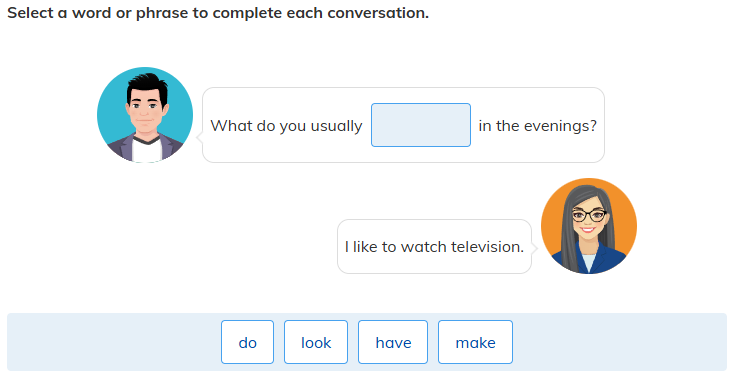 Select a word or phrase to complete each conversation.
What do you usually in the evenings?
I like to watch television.
do look have make